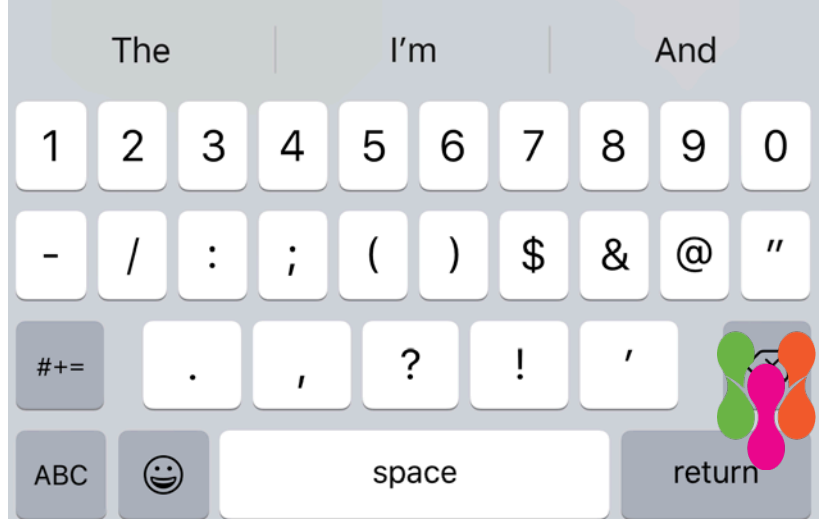 The I’m And
1 2 3 4 5 6 7 8 9 0
- / : ; ( ) $ & @ "
#+= . , ? ! ’
ABC space return